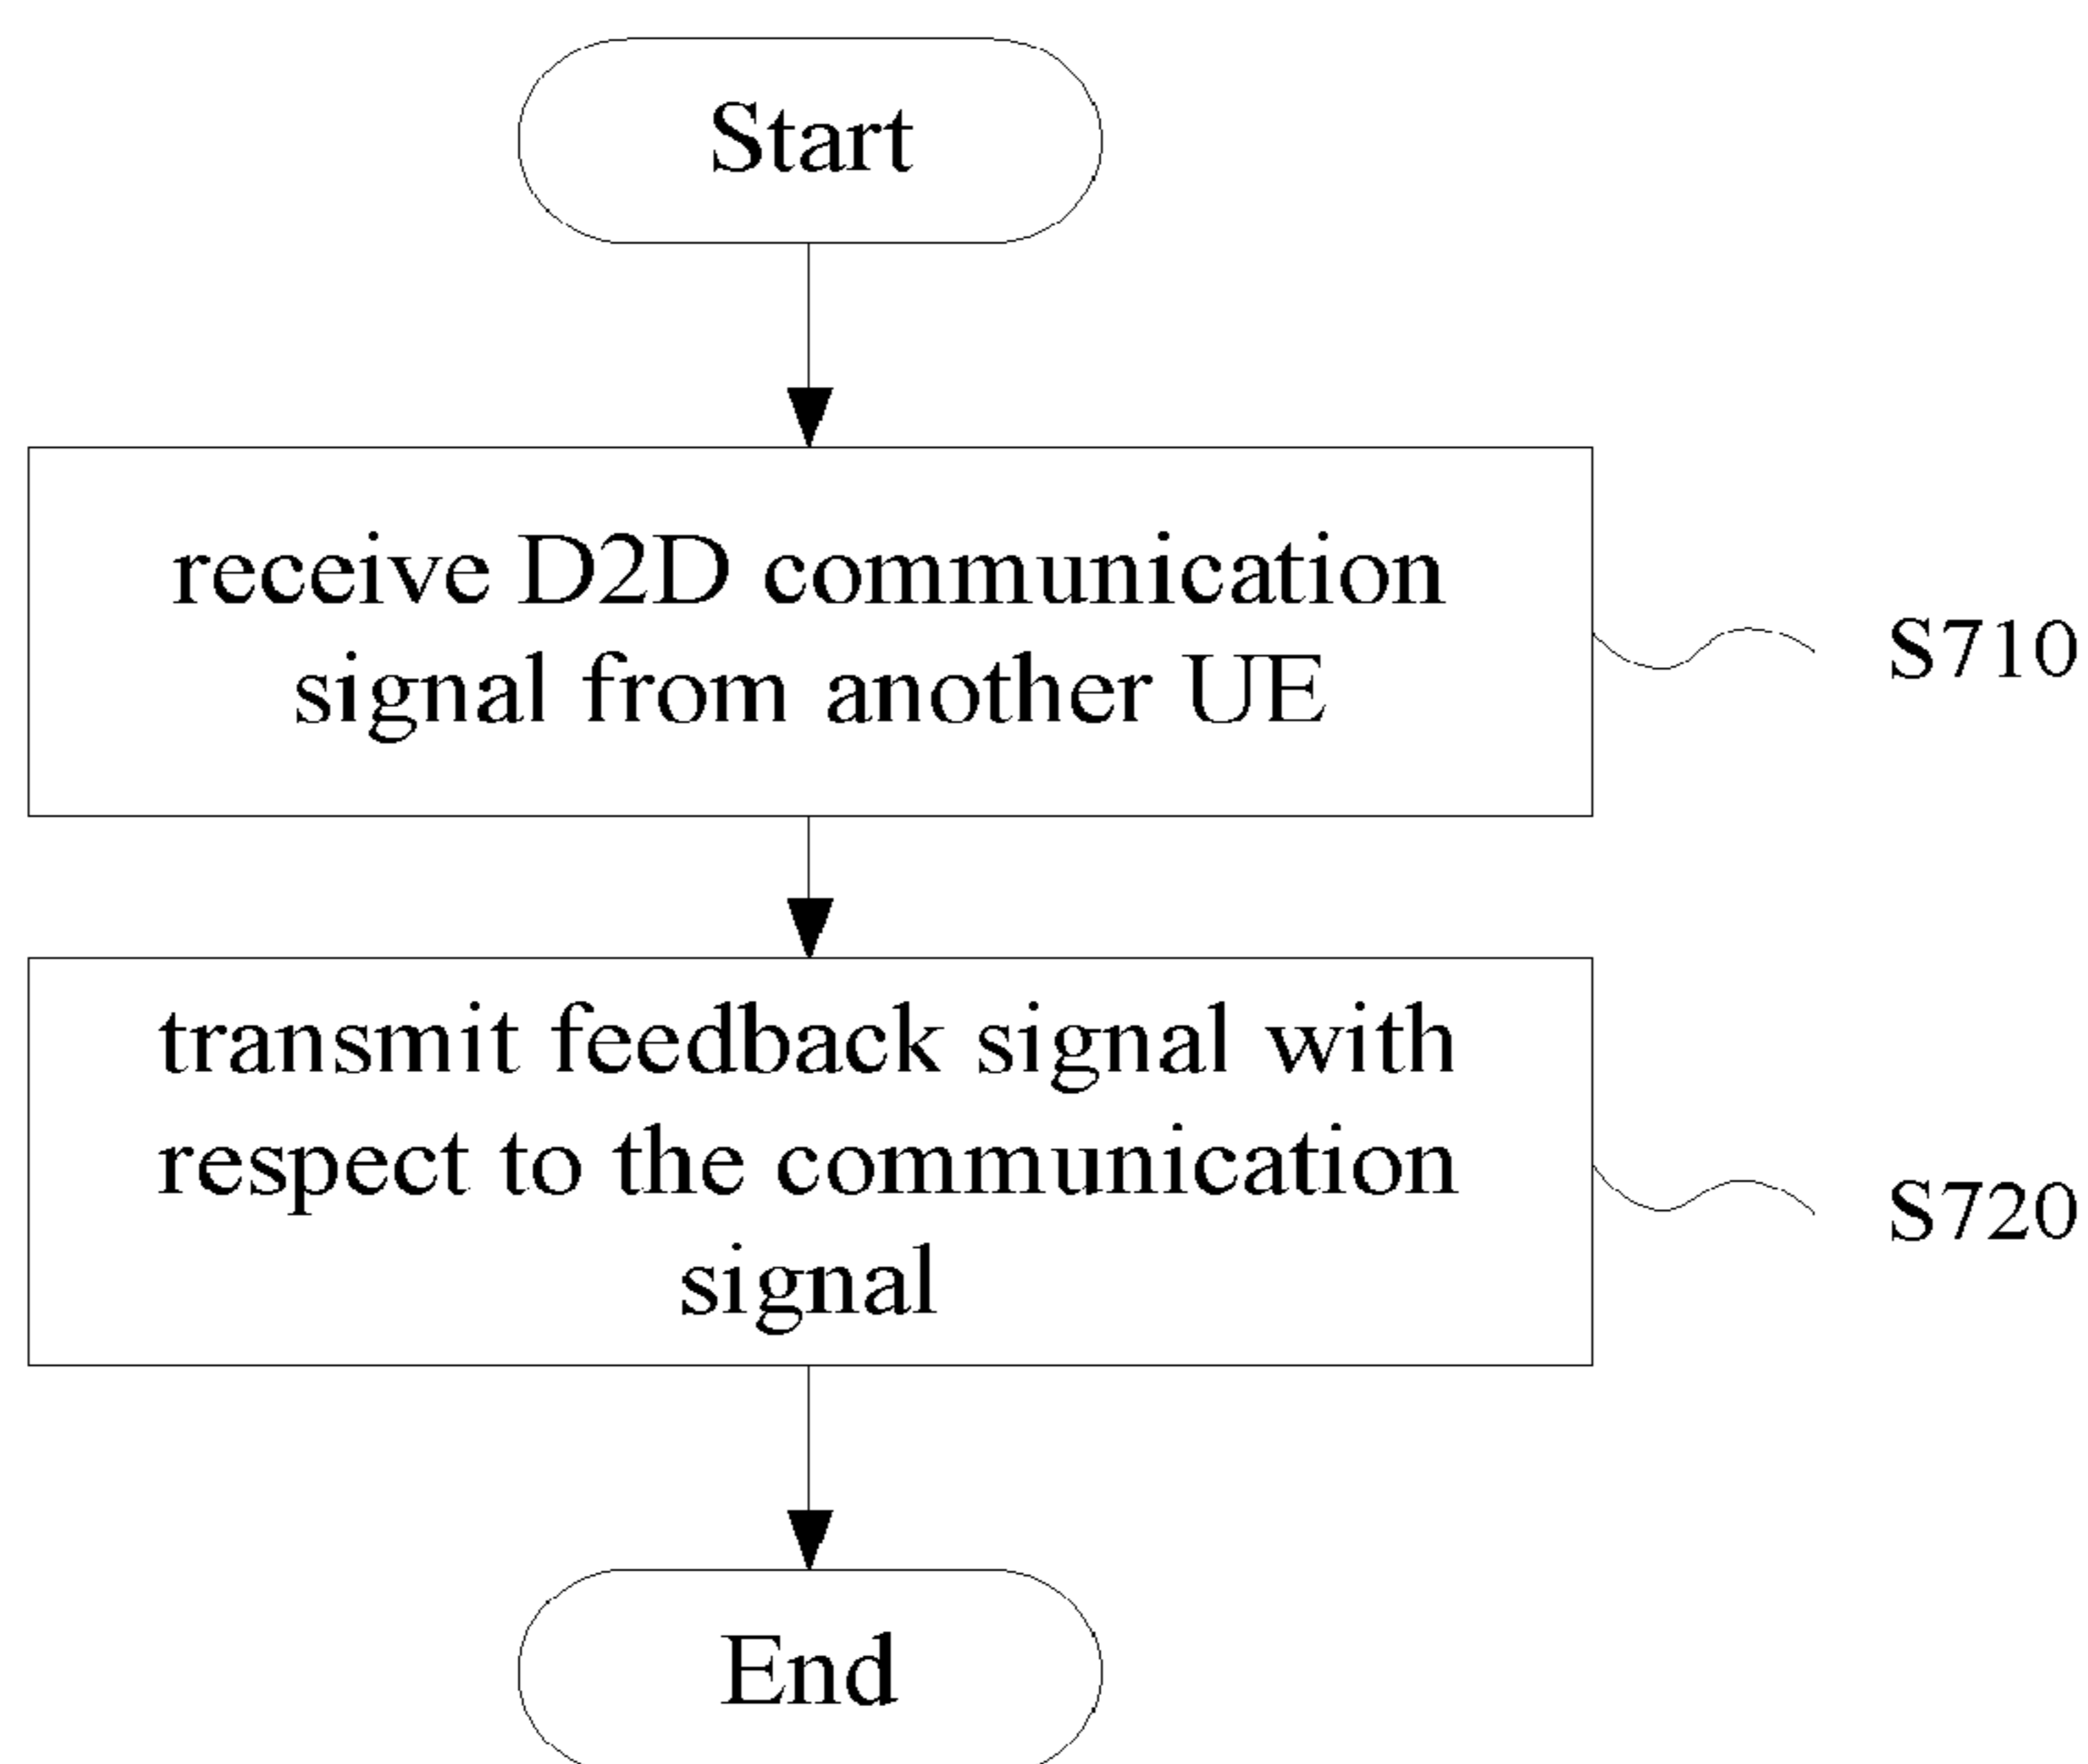 Start
receive D2D communication
signal from another UE
S710
transmit feedback signal with
respect to the communication
signal
S720
End